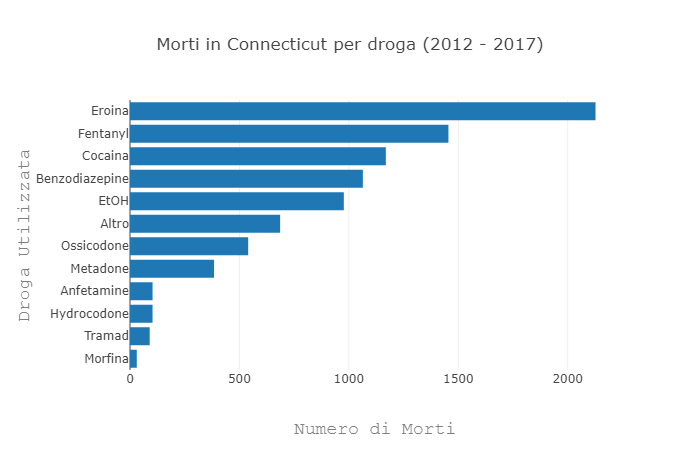 Morti in Connecticut per droga (2012 - 2017)
Droga Utilizzata
Eroina
Fentanyl
Cocaina
Benzodiazepine
EtOH
Altro
Ossicodone
Metadone
Anfetamine
Hydrocodone
Tramad
Morfina
0 500 1000 1500 2000
Numero di Morti